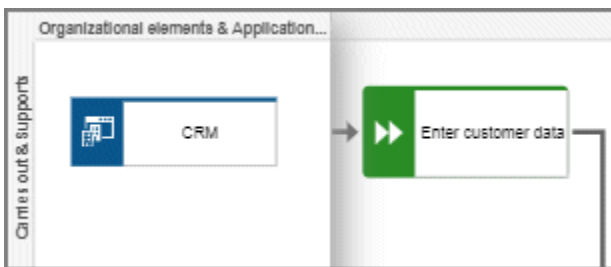 Organizational elements & Application...
Carries out & supports
CRM
Enter customer data